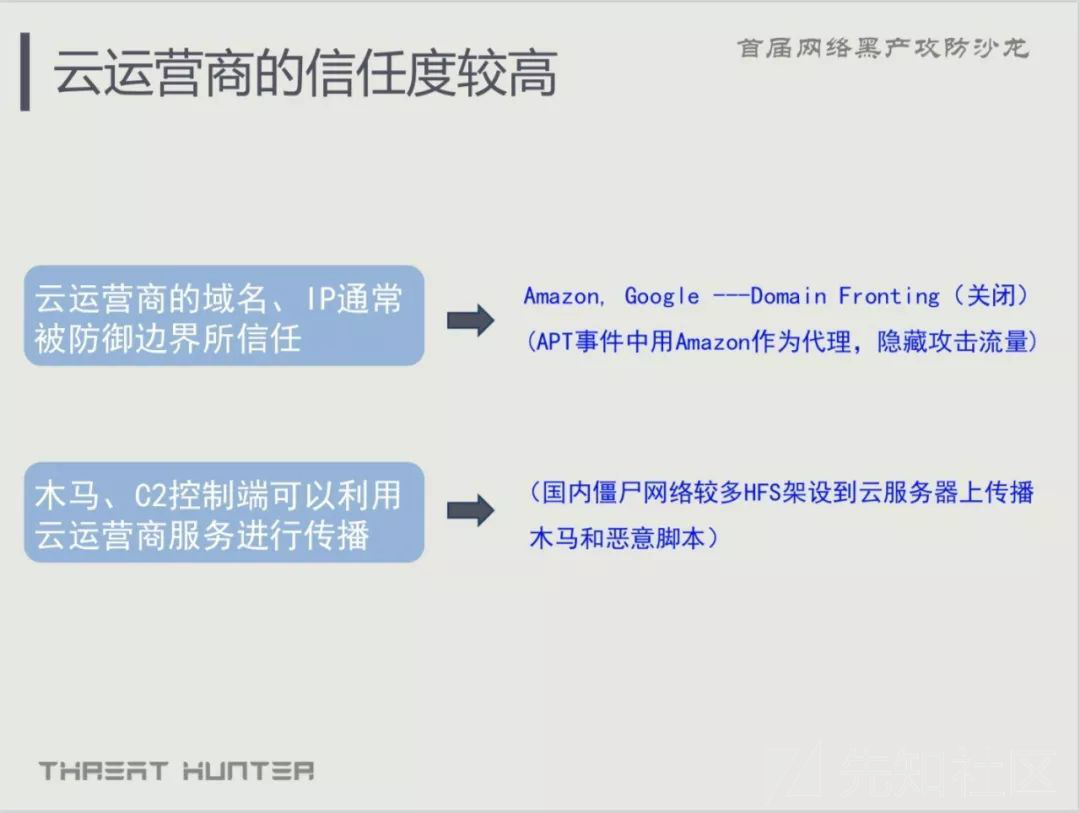 首届网络黑产攻防沙龙
云运营商的信任度较高
云运营商的域名、IP通常
被防御边界所信任
Amazon, Google ---Domain Fronting（关闭）
(APT事件中用Amazon作为代理，隐藏攻击流量)
木马、C2控制端可以利用
云运营商服务进行传播
（国内僵尸网络较多HFS架设到云服务器上传播
木马和恶意脚本）
THREAT HUNTER
先知社区